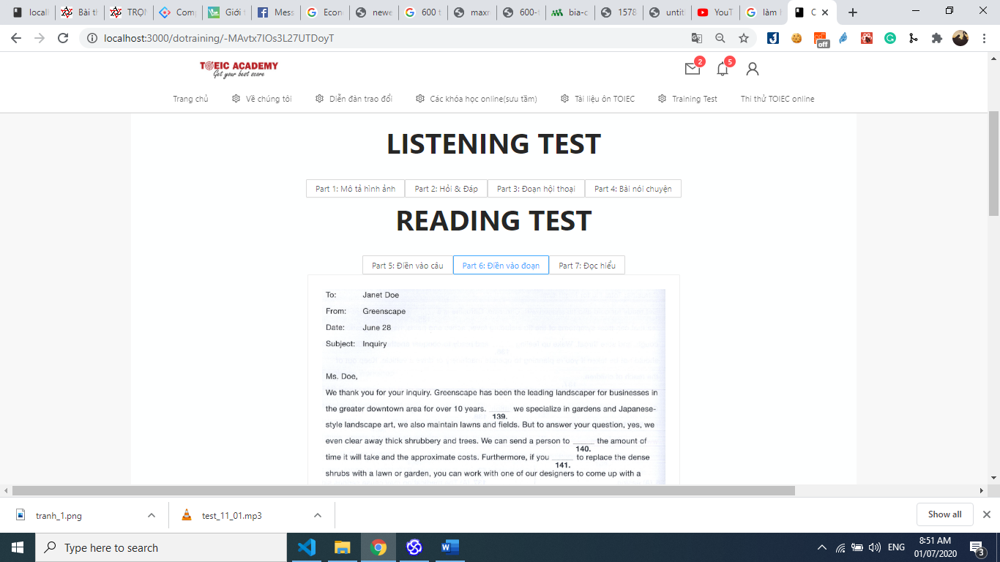 locall
Bài th
TRỌN
Comp
Giới t
Mess
Econ
newe
600 t
maxr
600-t
bia-c
1578
untit
YouT
làm h
C
localhost:3000/dotraining/-MAvtx7IOs3L27UTDoyT
off
TOEIC ACADEMY
Get your best score
2
5
Trang chủ
Về chúng tôi
Diễn đàn trao đổi
Các khóa học online(sưu tầm)
Tài liệu ôn TOIEC
Training Test
Thi thử TOIEC online
LISTENING TEST
Part 1: Mô tả hình ảnh
Part 2: Hỏi & Đáp
Part 3: Đoạn hội thoại
Part 4: Bài nói chuyện
READING TEST
Part 5: Điền vào câu
Part 6: Điền vào đoạn
Part 7: Đọc hiểu
To: Janet Doe
From: Greenscape
Date: June 28
Subject: Inquiry
Ms. Doe,
We thank you for your inquiry. Greenscape has been the leading landscaper for businesses in
the greater downtown area for over 10 years. ____ we specialize in gardens and Japanese-
139.
style landscape art, we also maintain lawns and fields. But to answer your question, yes, we
even clear away thick shrubbery and trees. We can send a person to ____ the amount of
140.
time it will take and the approximate costs. Furthermore, if you ____ to replace the dense
141.
shrubs with a lawn or garden, you can work with one of our designers to come up with a
tranh_1.png
test_11_01.mp3
Show all
Type here to search
ENG
8:51 AM
01/07/2020
3